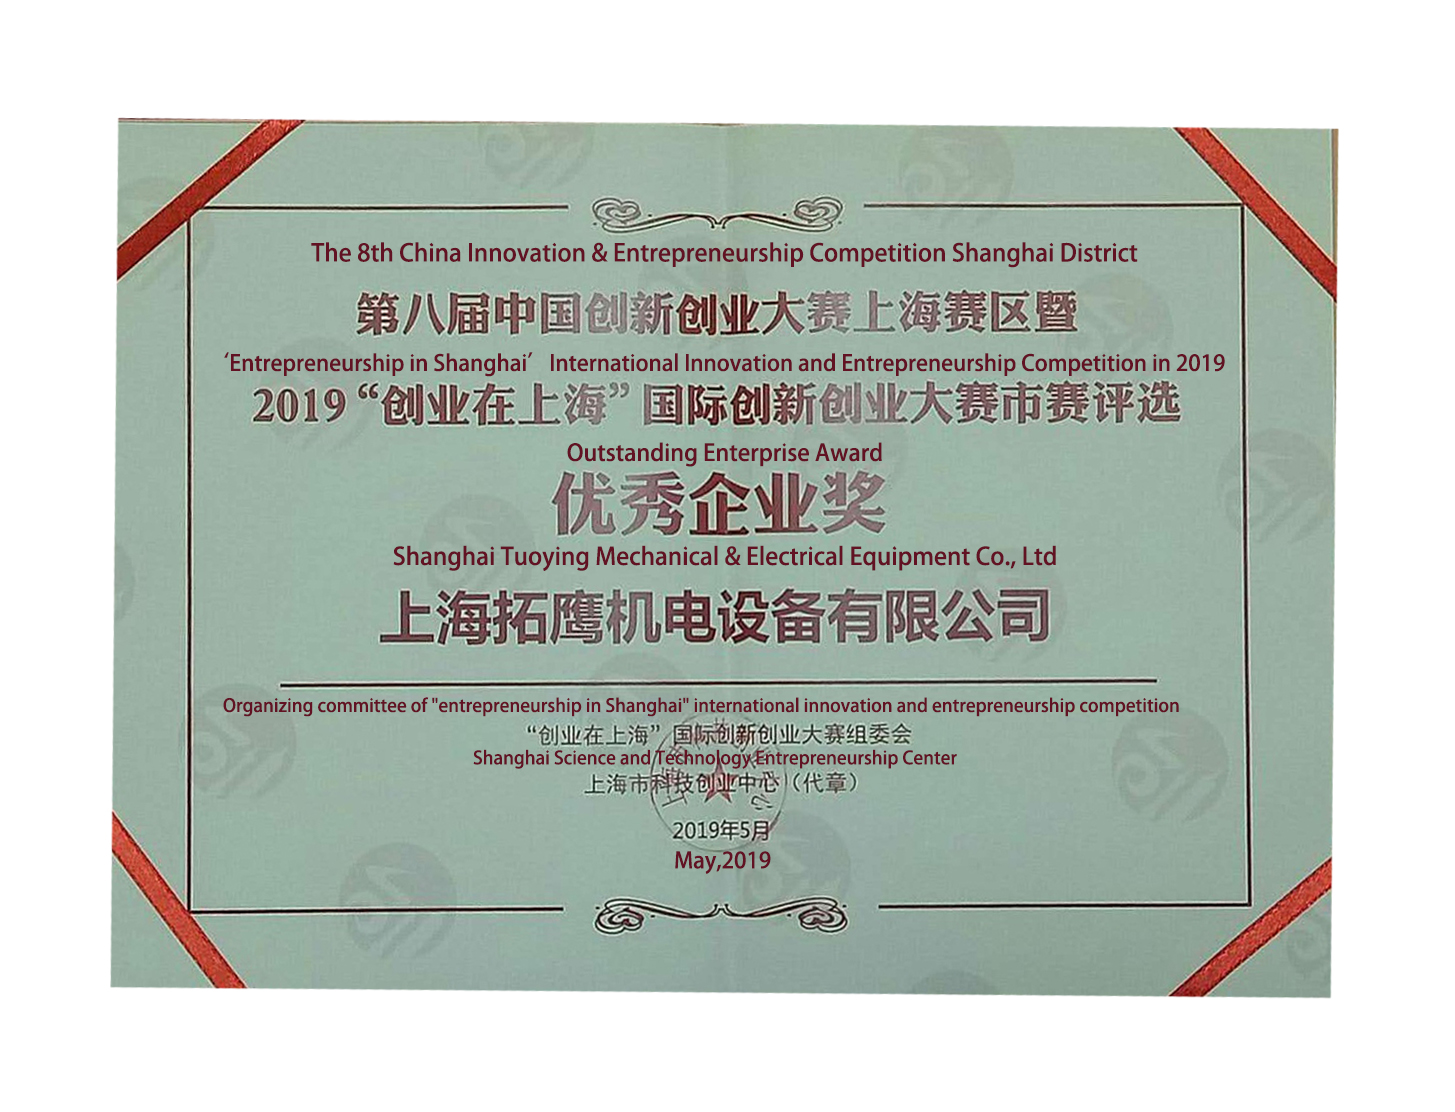 The 8th China Innovation & Entrepreneurship Competition Shanghai District
第八届中国创新创业大赛上海赛区暨
‘Entrepreneurship in Shanghai’ International Innovation and Entrepreneurship Competition in 2019
2019“创业在上海”国际创新创业大赛市赛评选
Outstanding Enterprise Award
优秀企业奖
Shanghai Tuoying Mechanical & Electrical Equipment Co., Ltd
上海拓鹰机电设备有限公司
Organizing committee of "entrepreneurship in Shanghai" international innovation and entrepreneurship competition
“创业在上海”国际创新创业大赛组委会
Shanghai Science and Technology Entrepreneurship Center
上海市科技创业中心（代章）
2019年5月
May,2019